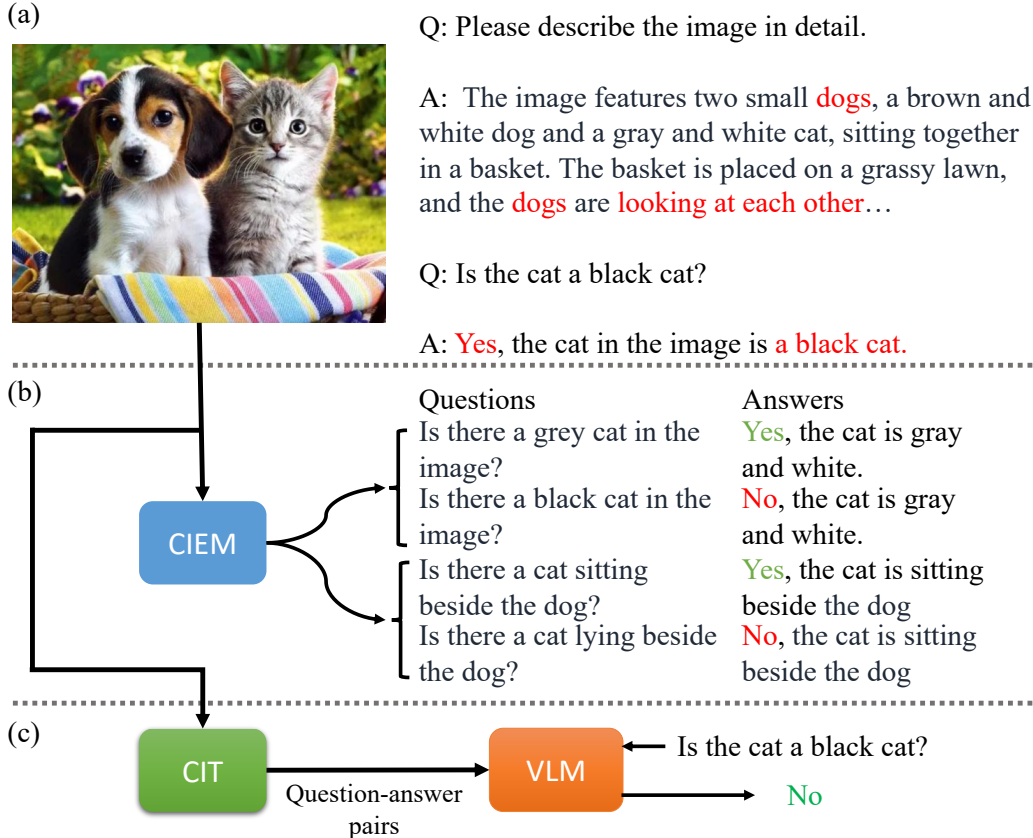 (a)
Q: Please describe the image in detail.
A: The image features two small dogs, a brown and
white dog and a gray and white cat, sitting together
in a basket. The basket is placed on a grassy lawn,
and the dogs are looking at each other…
Q: Is the cat a black cat?
A: Yes, the cat in the image is a black cat.
(b)
Questions
Is there a grey cat in the
image?
Is there a black cat in the
image?
Is there a cat sitting
beside the dog?
Is there a cat lying beside
the dog?
Answers
Yes, the cat is gray
and white.
No, the cat is gray
and white.
Yes, the cat is sitting
beside the dog
No, the cat is sitting
beside the dog
CIEM
(c)
CIT
Question-answer
pairs
VLM
Is the cat a black cat?
No